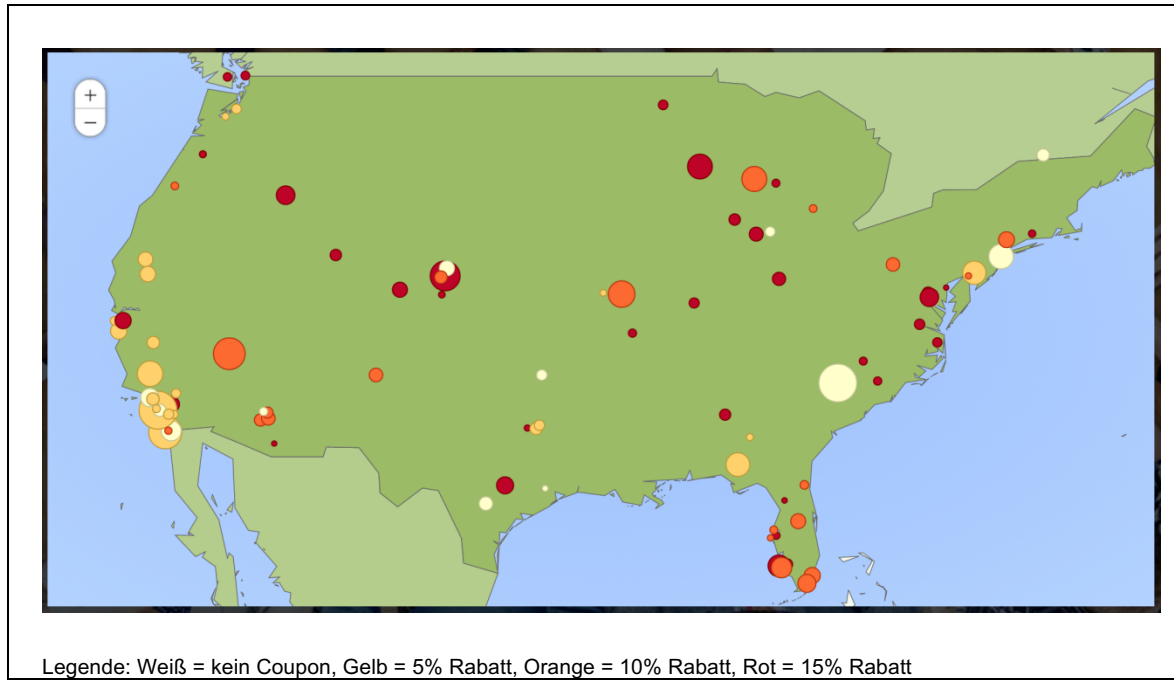 +
−
Legende: Weiß = kein Coupon, Gelb = 5% Rabatt, Orange = 10% Rabatt, Rot = 15% Rabatt